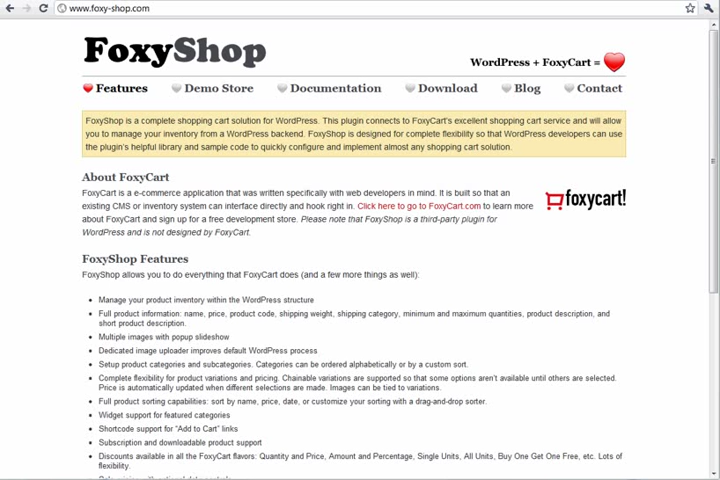 www.foxy-shop.com
FoxyShop
WordPress + FoxyCart =
Features
Demo Store
Documentation
Download
Blog
Contact
FoxyShop is a complete shopping cart solution for WordPress. This plugin connects to FoxyCart's excellent shopping cart service and will allow
you to manage your inventory from a WordPress backend. FoxyShop is designed for complete flexibility so that WordPress developers can use
the plugin's helpful library and sample code to quickly configure and implement almost any shopping cart solution.
About FoxyCart
FoxyCart is a e-commerce application that was written specifically with web developers in mind. It is built so that an
existing CMS or inventory system can interface directly and hook right in. Click here to go to FoxyCart.com to learn more
about FoxyCart and sign up for a free development store. Please note that FoxyShop is a third-party plugin for
WordPress and is not designed by FoxyCart.
foxycart!
FoxyShop Features
FoxyShop allows you to do everything that FoxyCart does (and a few more things as well):
Manage your product inventory within the WordPress structure
Full product information: name, price, product code, shipping weight, shipping category, minimum and maximum quantities, product description, and
short product description.
Multiple images with popup slideshow
Dedicated image uploader improves default WordPress process
Setup product categories and subcategories. Categories can be ordered alphabetically or by a custom sort.
Complete flexibility for product variations and pricing. Chainable variations are supported so that some options aren't available until others are selected.
Price is automatically updated when different selections are made. Images can be tied to variations.
Full product sorting capabilities: sort by name, price, date, or customize your sorting with a drag-and-drop sorter.
Widget support for featured categories
Shortcode support for "Add to Cart" links
Subscription and downloadable product support
Discounts available in all the FoxyCart flavors: Quantity and Price, Amount and Percentage, Single Units, All Units, Buy One Get One Free, etc. Lots of
flexibility.